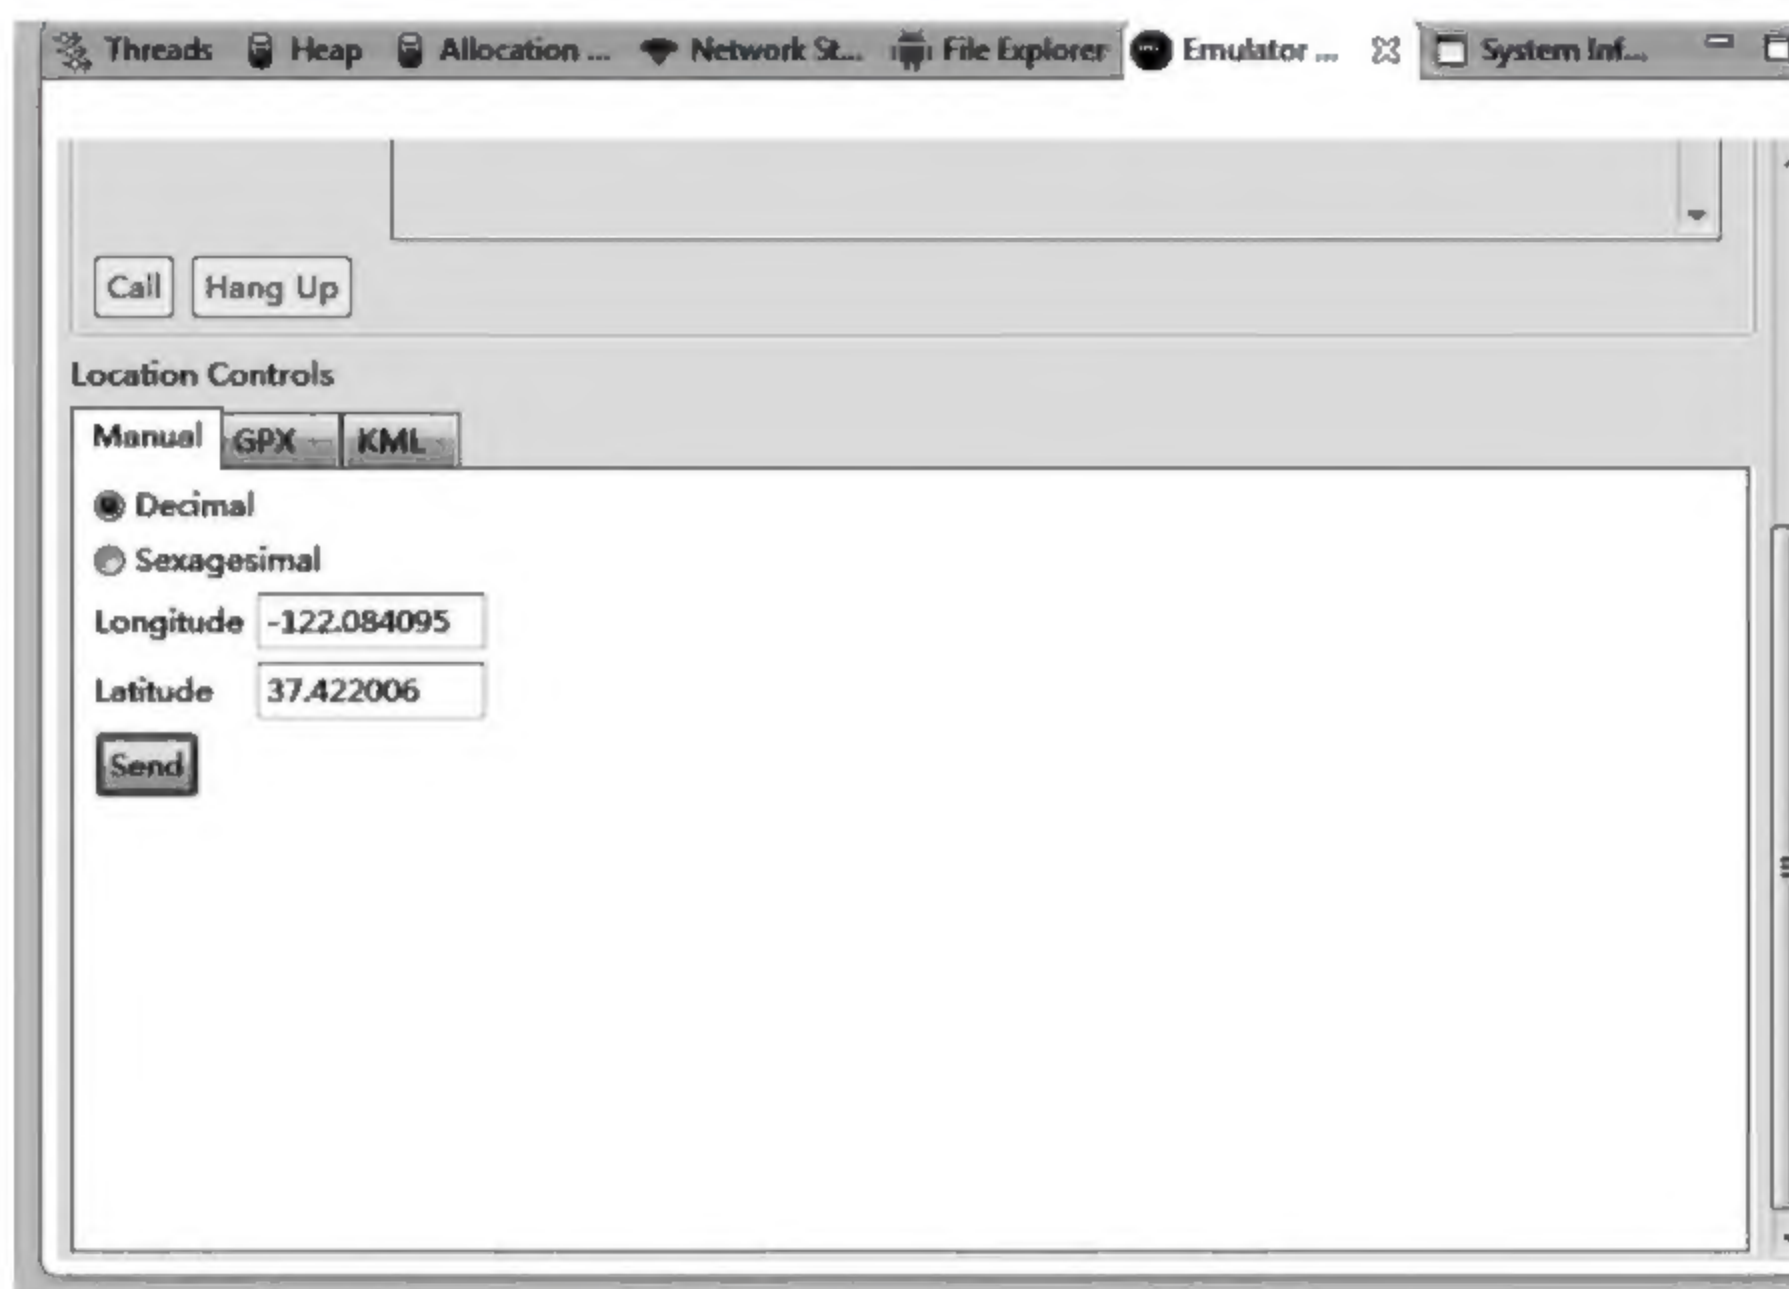 Threads Heap Allocation ... Network St... File Explorer Emulator ... System Inf...
Call Hang Up
Location Controls
Manual GPX KML
Decimal
Sexagesimal
Longitude -122.084095
Latitude 37.422006
Send